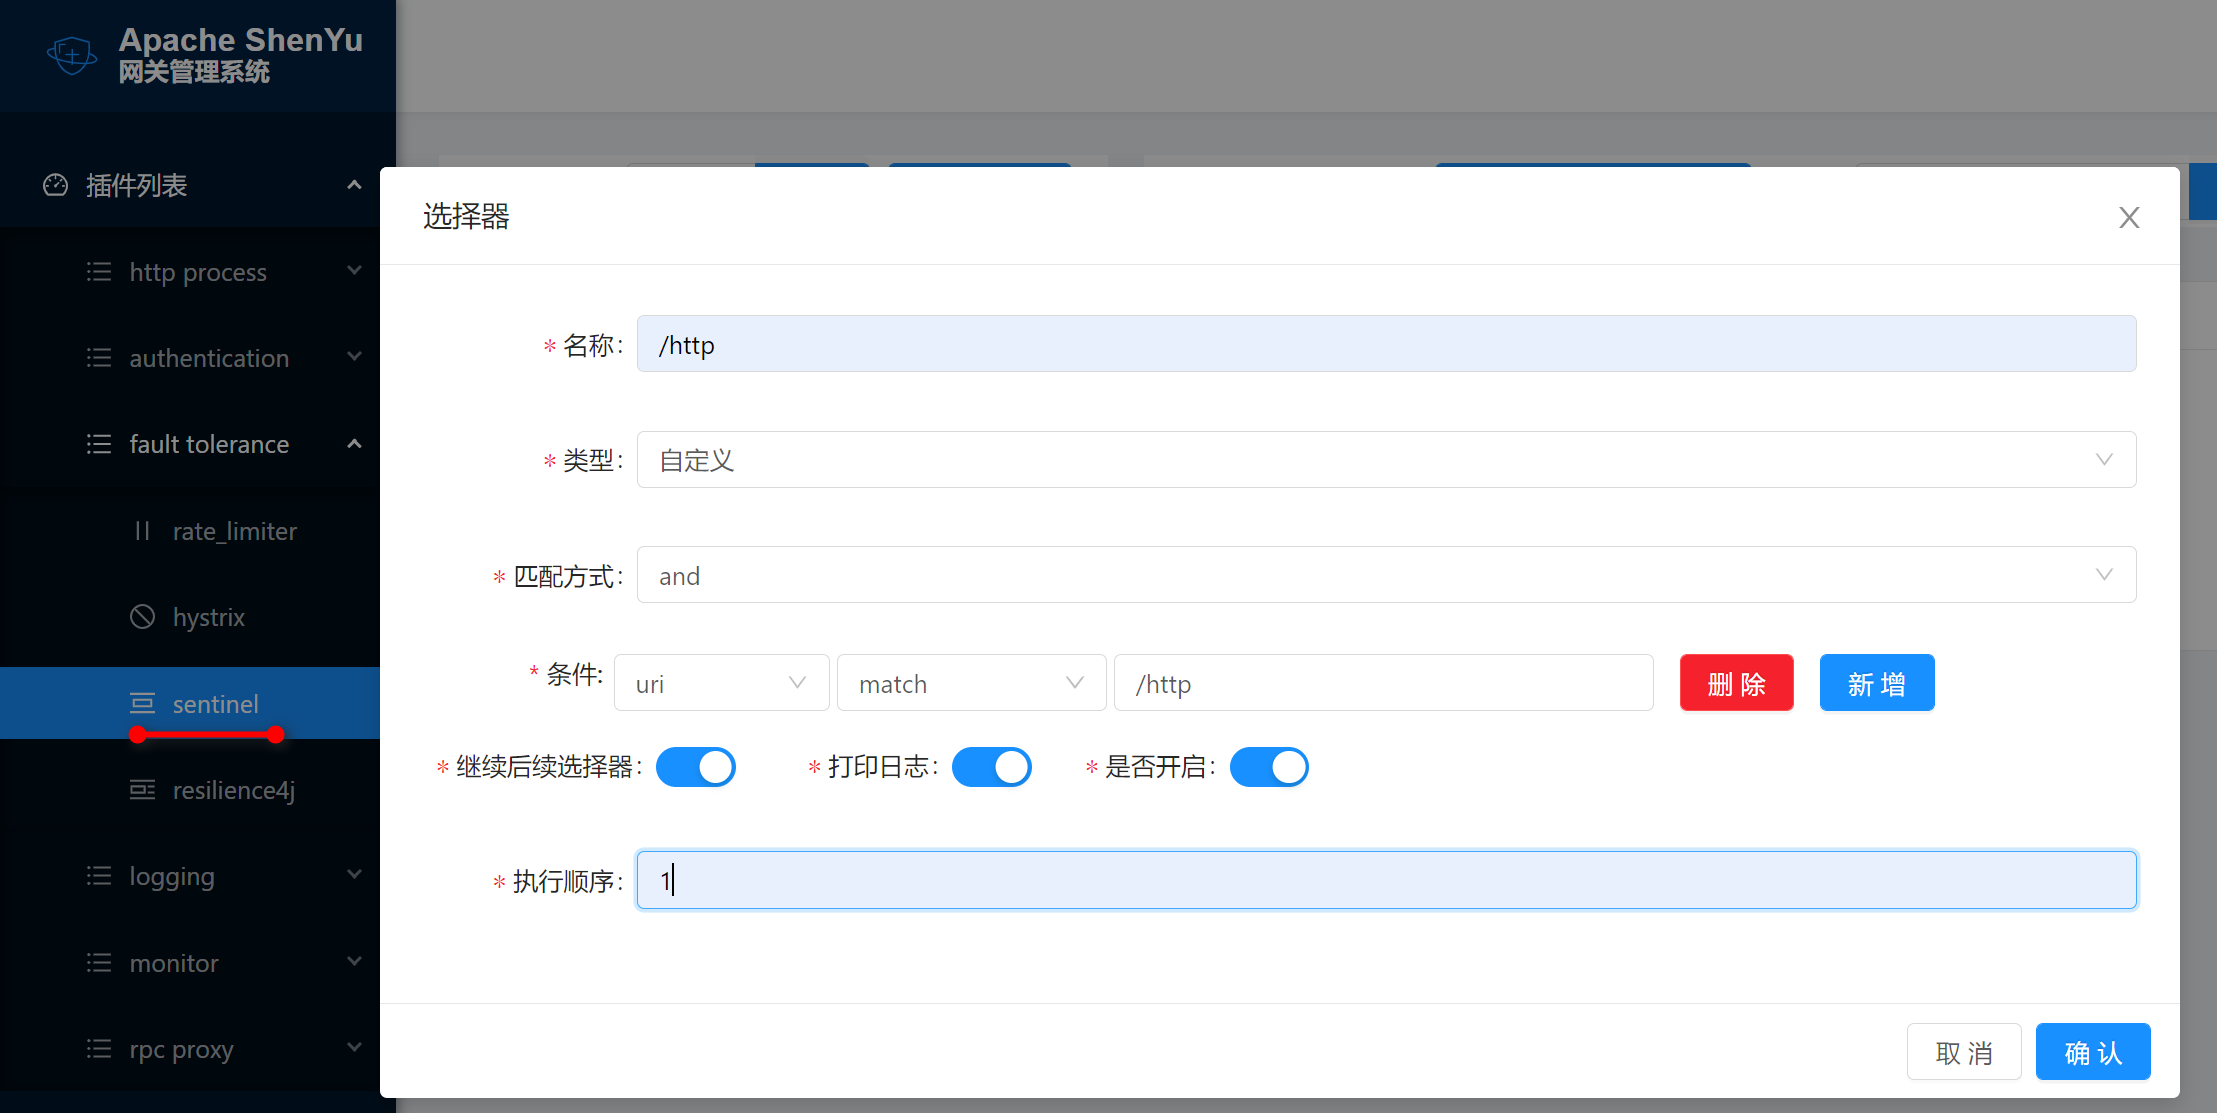 Apache ShenYu
网关管理系统
插件列表
http process
authentication
fault tolerance
rate_limiter
hystrix
sentinel
resilience4j
logging
monitor
rpc proxy
选择器
* 名称: /http
* 类型: 自定义
* 匹配方式: and
* 条件: uri match /http 删 除 新 增
* 继续后续选择器: * 打印日志: * 是否开启:
* 执行顺序: 1
取 消 确 认